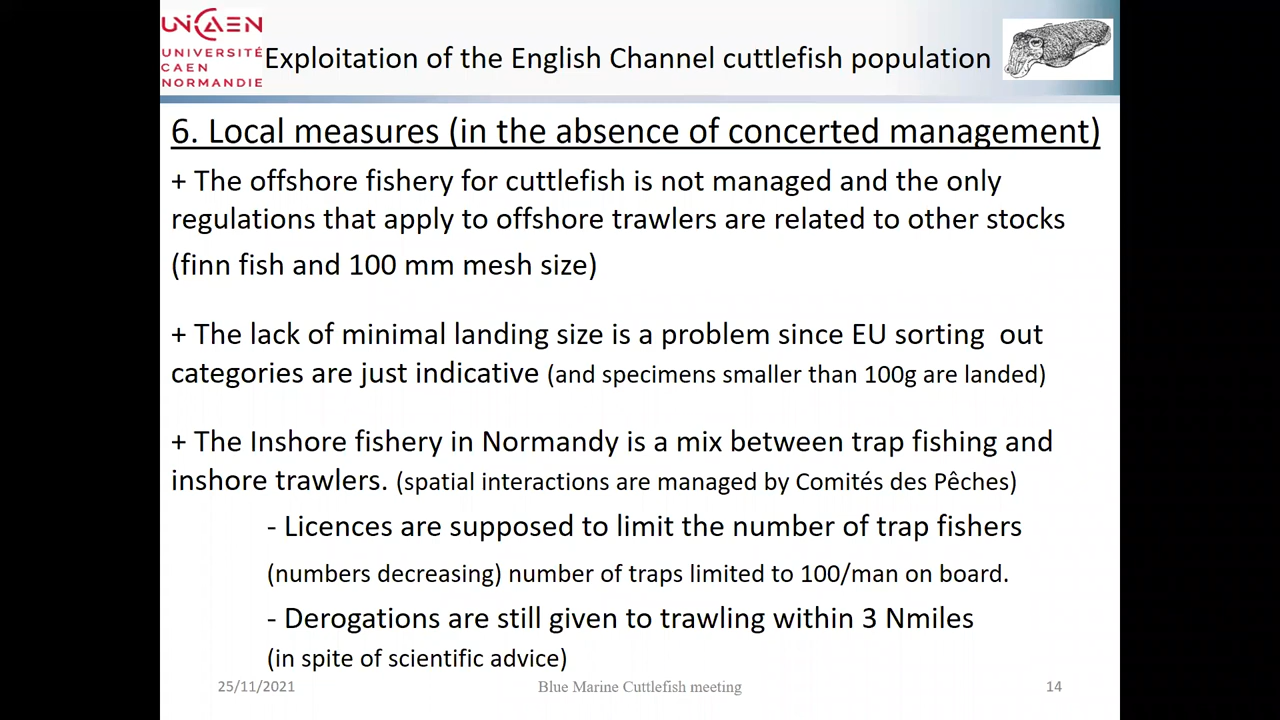 UNICAEN
UNIVERSITÉ
CAEN
NORMANDIE
Exploitation of the English Channel cuttlefish population
6. Local measures (in the absence of concerted management)
+ The offshore fishery for cuttlefish is not managed and the only
regulations that apply to offshore trawlers are related to other stocks
(finn fish and 100 mm mesh size)
+ The lack of minimal landing size is a problem since EU sorting out
categories are just indicative (and specimens smaller than 100g are landed)
+ The Inshore fishery in Normandy is a mix between trap fishing and
inshore trawlers. (spatial interactions are managed by Comités des Pêches)
- Licences are supposed to limit the number of trap fishers
(numbers decreasing) number of traps limited to 100/man on board.
- Derogations are still given to trawling within 3 Nmiles
(in spite of scientific advice)
25/11/2021 Blue Marine Cuttlefish meeting 14